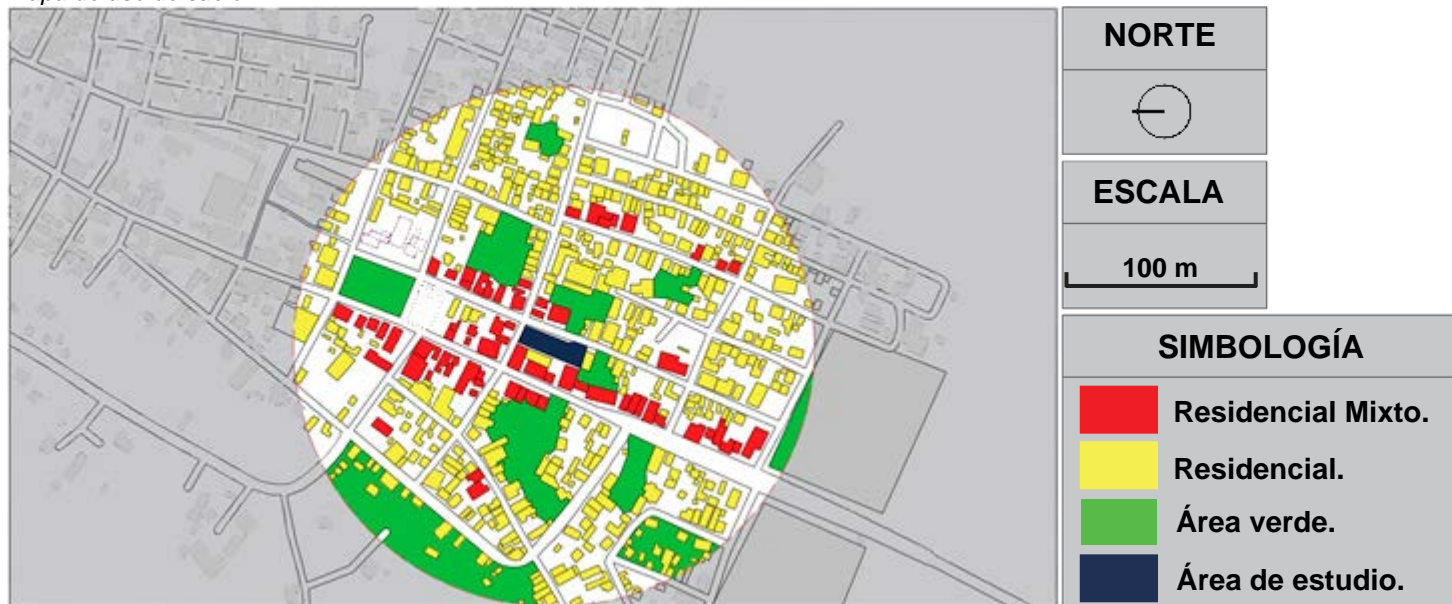 NORTE
ESCALA
100 m
SIMBOLOGÍA
Residencial Mixto.
Residencial.
Área verde.
Área de estudio.